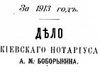 За 1913 годъ.
ДѢЛО
КІЕВСКАГО НОТАРІУСА
А. М. БОБОРЫКИНА.